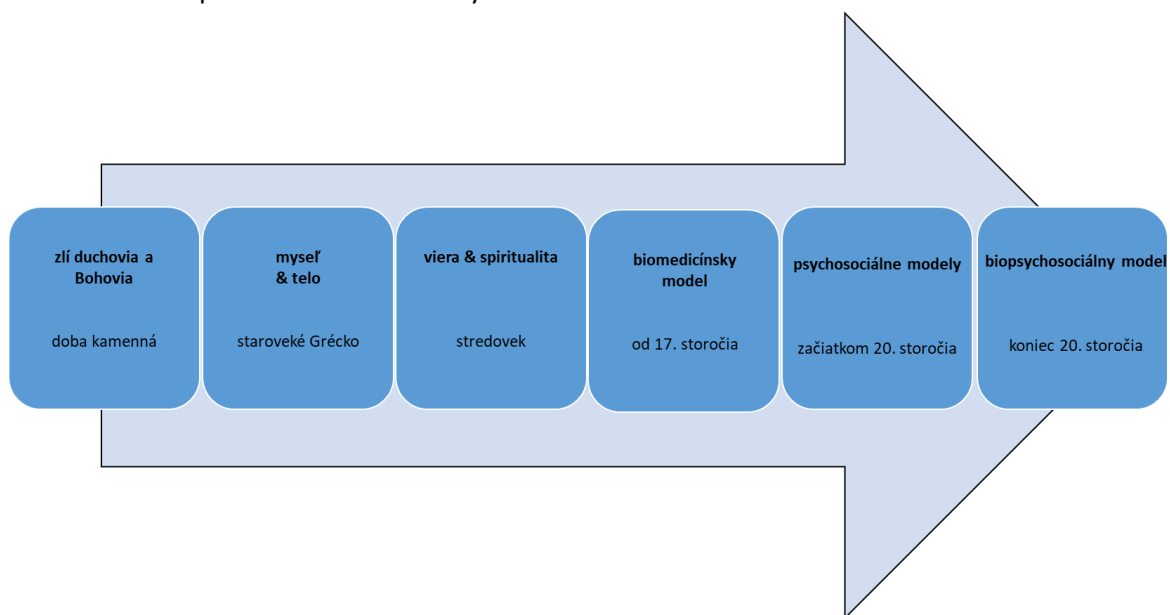 zlí duchovia a
Bohovia
doba kamenná
myseľ
& telo
staroveké Grécko
viera & spiritualita
stredovek
biomedicínsky
model
od 17. storočia
psychosociálne modely
začiatkom 20. storočia
biopsychosociálny model
koniec 20. storočia